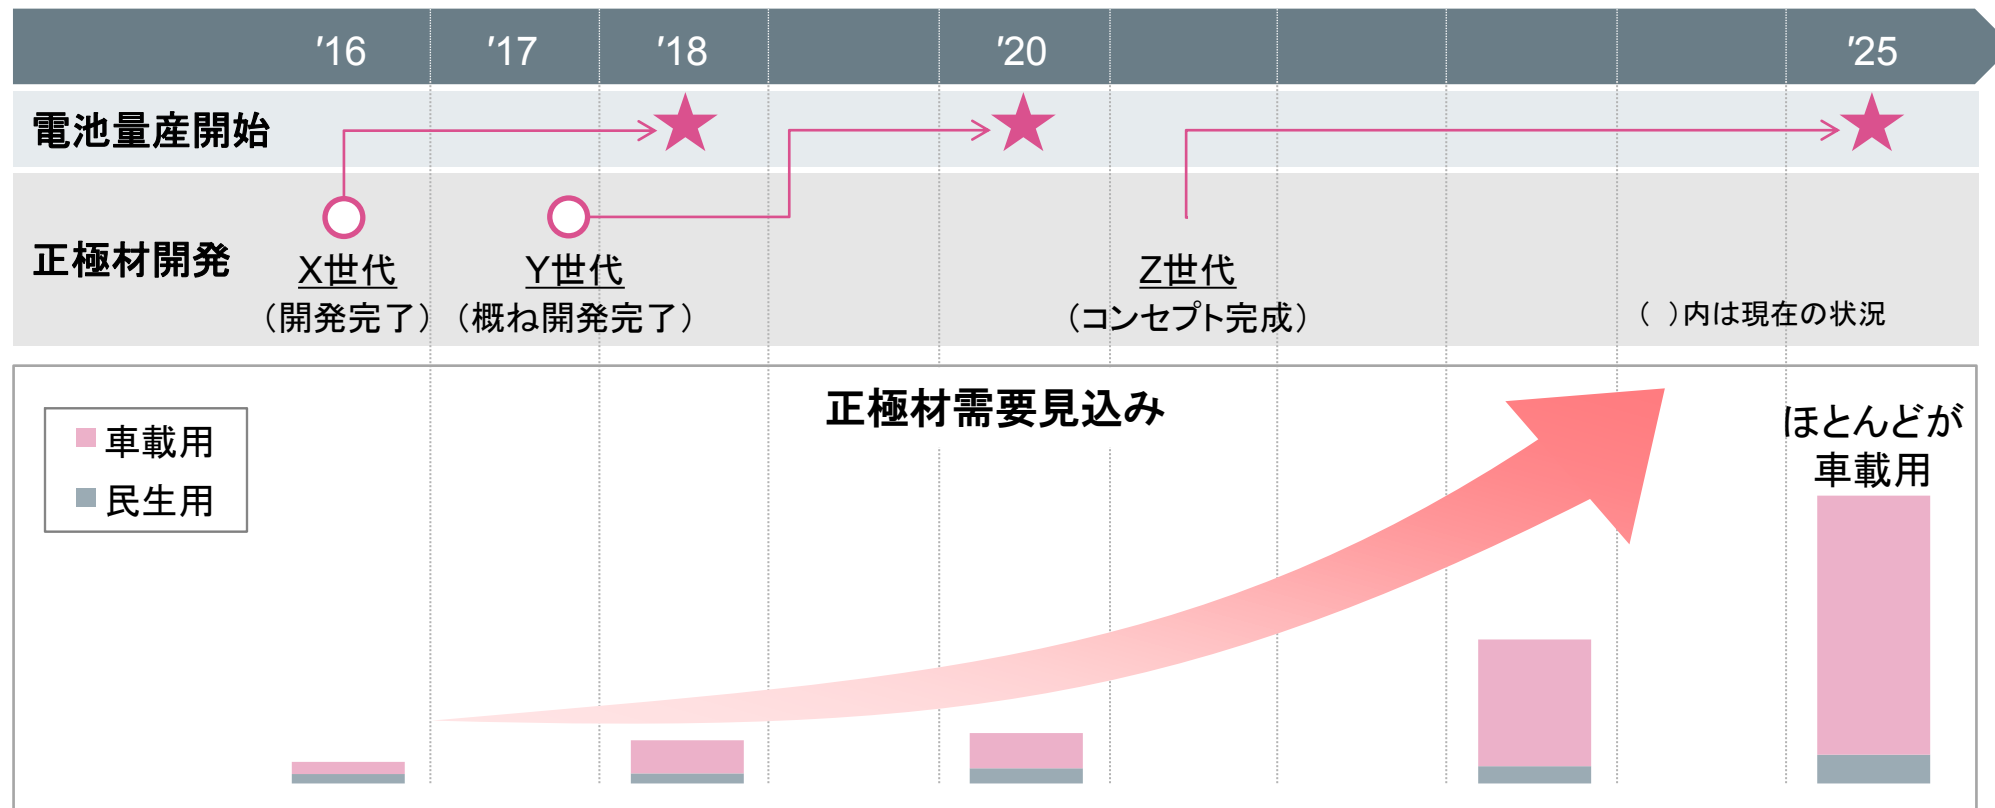 '16 '17 '18 '20 '25
電池量産開始
正極材開発
X世代
（開発完了）
Y世代
（概ね開発完了）
Z世代
（コンセプト完成）
（ ）内は現在の状況
正極材需要見込み
車載用
民生用
ほとんどが
車載用